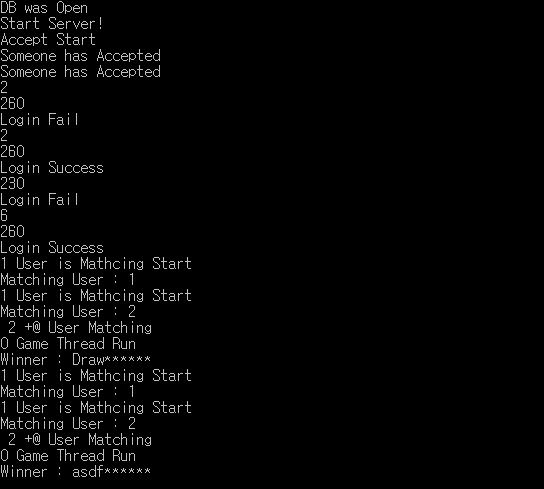 DB was Open
Start Server!
Accept Start
Someone has Accepted
Someone has Accepted
2
260
Login Fail
2
260
Login Success
230
Login Fail
6
260
Login Success
1 User is Mathcing Start
Matching User : 1
1 User is Mathcing Start
Matching User : 2
 2 +@ User Matching
0 Game Thread Run
Winner : Draw******
1 User is Mathcing Start
Matching User : 1
1 User is Mathcing Start
Matching User : 2
 2 +@ User Matching
0 Game Thread Run
Winner : asdf******